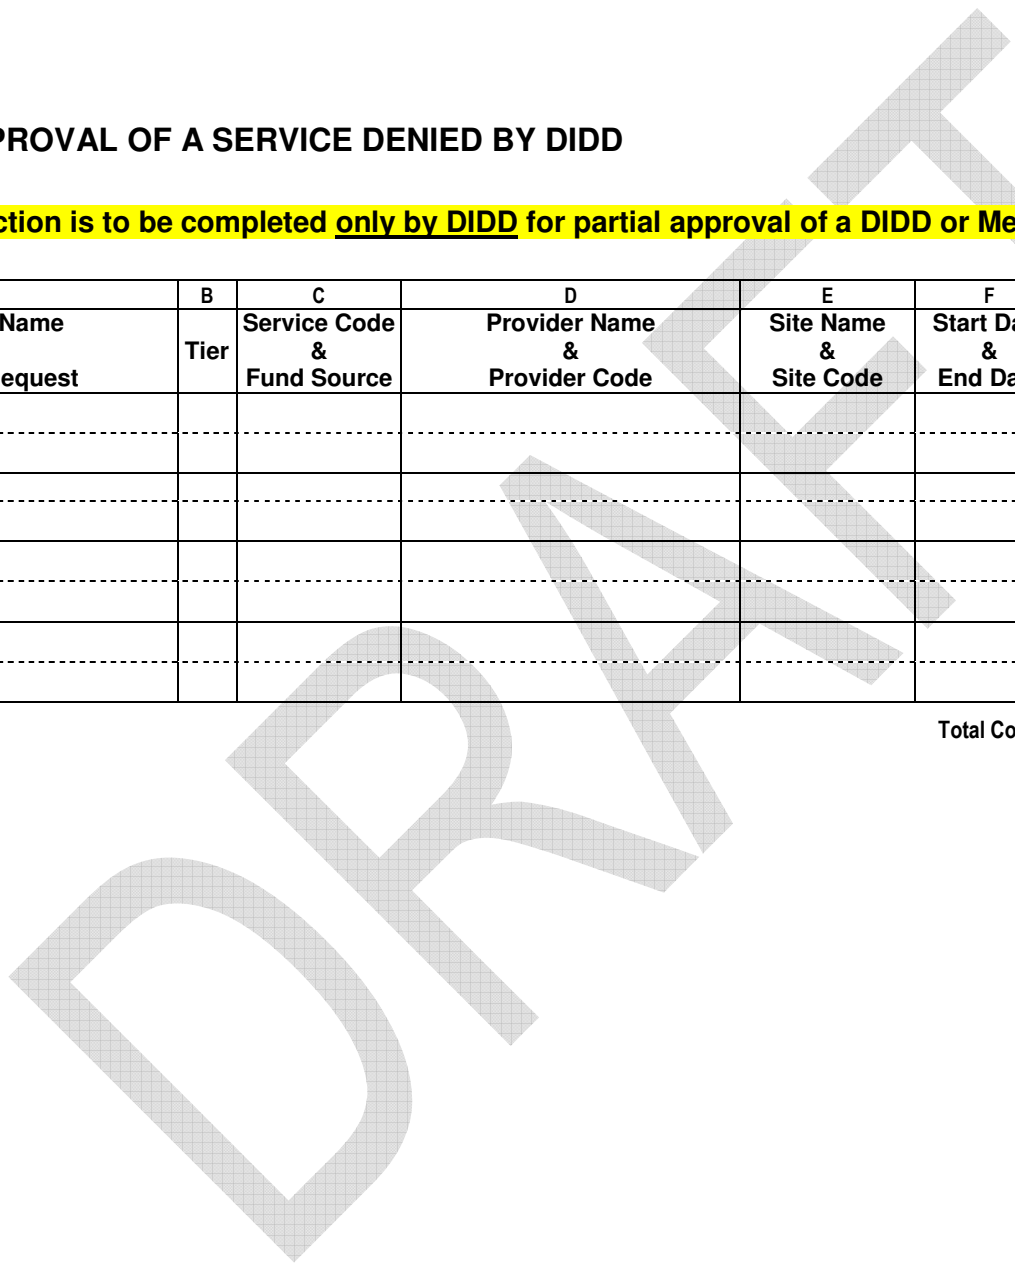 PROVAL OF A SERVICE DENIED BY DIDD
ction is to be completed only by DIDD for partial approval of a DIDD or Me
B C D E F
Name Service Code Provider Name Site Name Start Da
Tier & & & &
equest Fund Source Provider Code Site Code End Da
Total Co
DRAFT